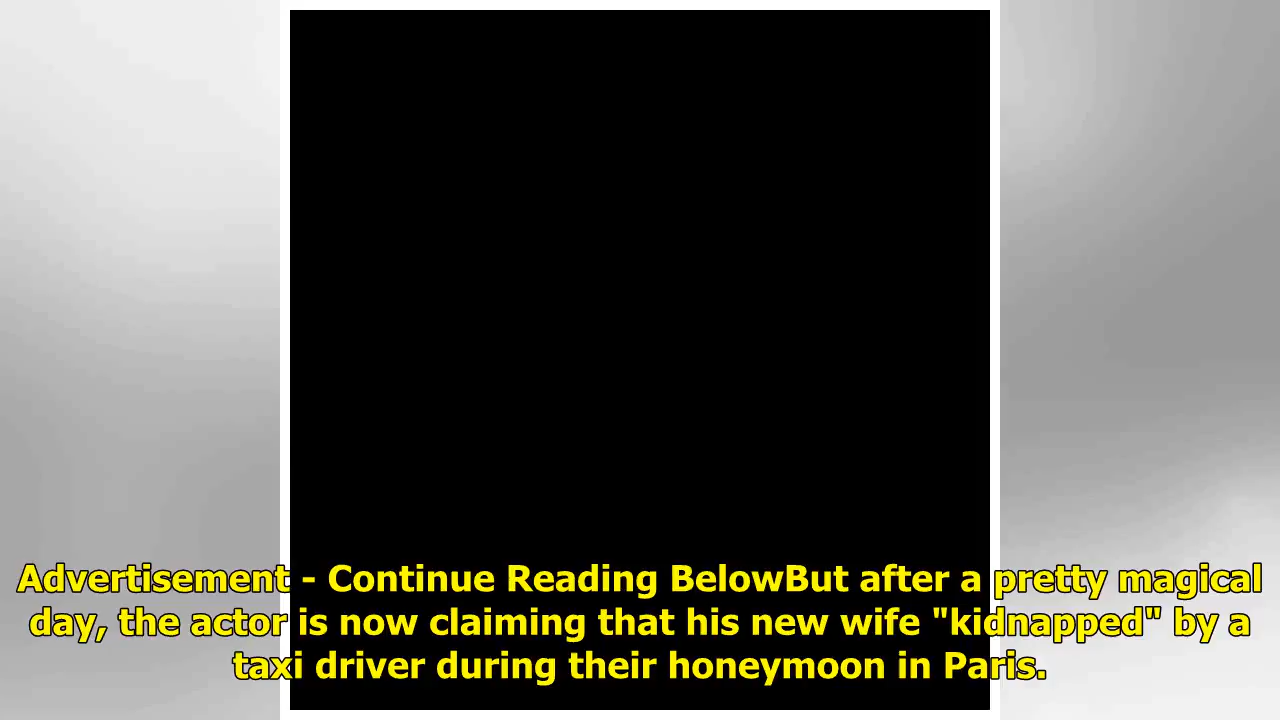 Advertisement - Continue Reading BelowBut after a pretty magical
day, the actor is now claiming that his new wife "kidnapped" by a
taxi driver during their honeymoon in Paris.